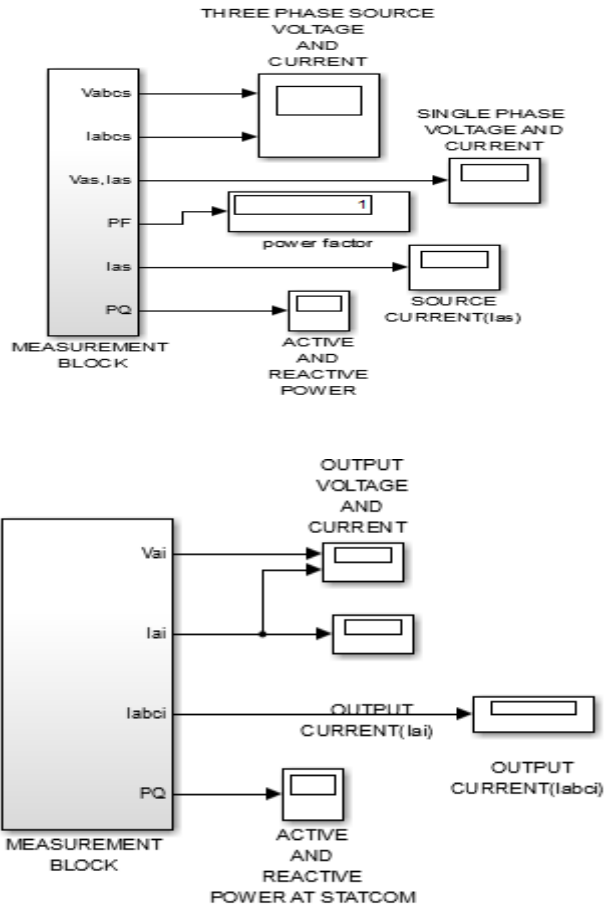 THREE PHASE SOURCE
VOLTAGE
AND
CURRENT
Vabcs
Iabcs
Vas,Ias
PF
Ias
PQ
MEASUREMENT
BLOCK
SINGLE PHASE
VOLTAGE AND
CURRENT
1
power factor
SOURCE
CURRENT(Ias)
ACTIVE
AND
REACTIVE
POWER
OUTPUT
VOLTAGE
AND
CURRENT
Vai
Iai
Iabci
PQ
MEASUREMENT
BLOCK
OUTPUT
CURRENT(Iai)
OUTPUT
CURRENT(Iabci)
ACTIVE
AND
REACTIVE
POWER AT STATCOM